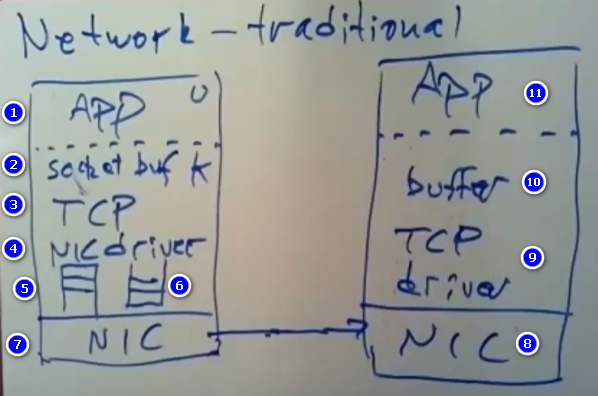 Network - traditional
1 App U
2 socket buf K
3 TCP
4 NIC driver
5 6
7 NIC
App 11
buffer 10
TCP 9
driver
NIC 8